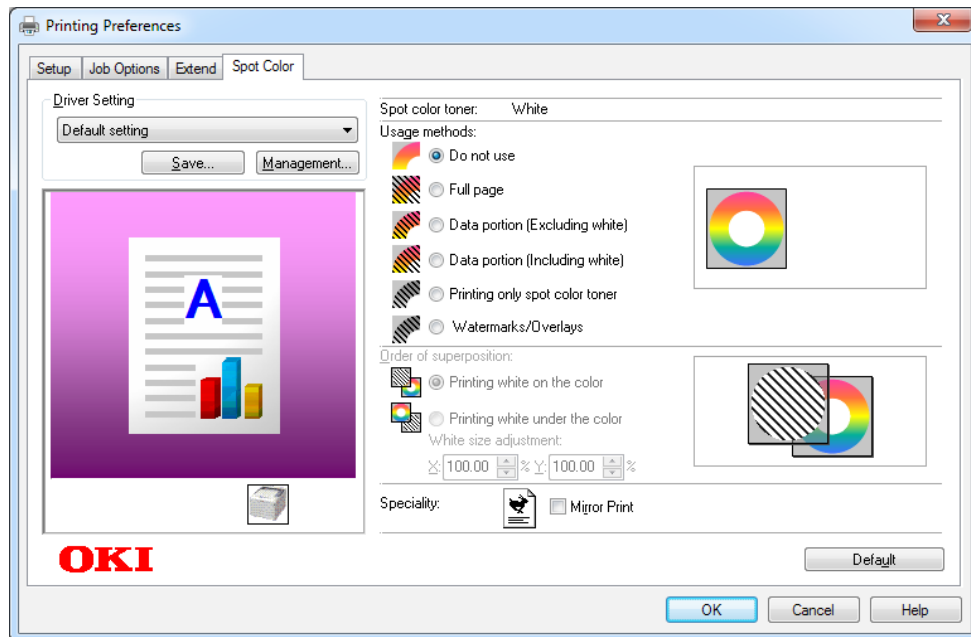 Printing Preferences
Setup Job Options Extend Spot Color
Driver Setting
Default setting
Save... Management...
A
OKI
Spot color toner: White
Usage methods:
Do not use
Full page
Data portion (Excluding white)
Data portion (Including white)
Printing only spot color toner
Watermarks/Overlays
Order of superposition:
Printing white on the color
Printing white under the color
White size adjustment:
X: 100.00 % Y: 100.00 %
Speciality: Mirror Print
Default
OK Cancel Help